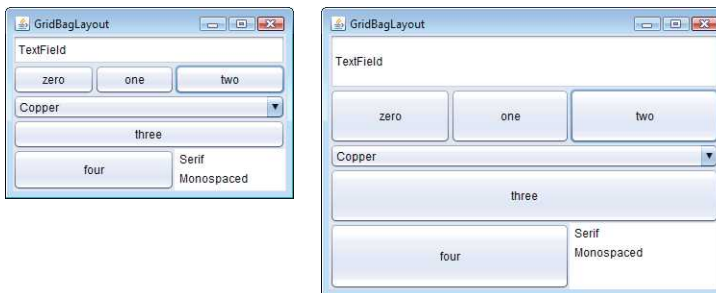 GridBagLayout
TextField
zero one two
Copper
three
four
Serif
Monospaced
GridBagLayout
TextField
zero one two
Copper
three
four
Serif
Monospaced